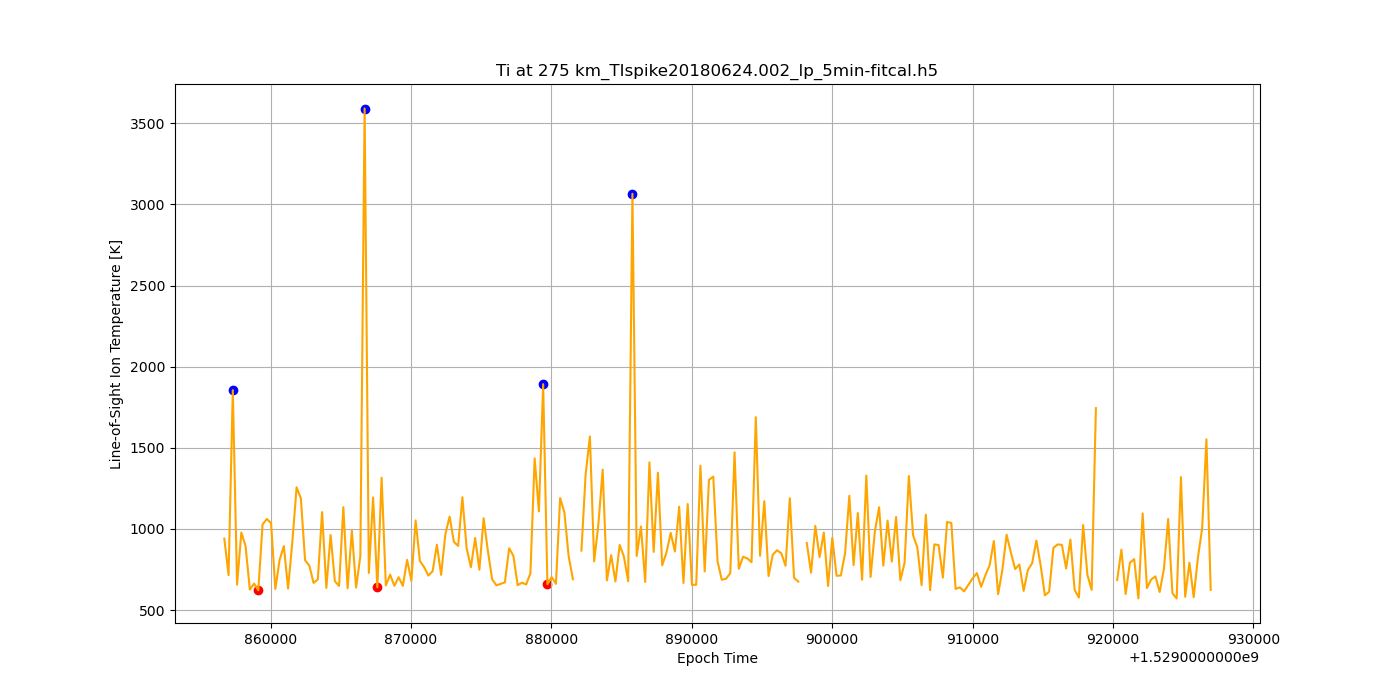 Ti at 275 km_TIspike20180624.002_lp_5min-fitcal.h5
3500
3000
2500
2000
1500
1000
500
Line-of-Sight Ion Temperature [K]
860000 870000 880000 890000 900000 910000 920000 930000
Epoch Time
+1.5290000000e9